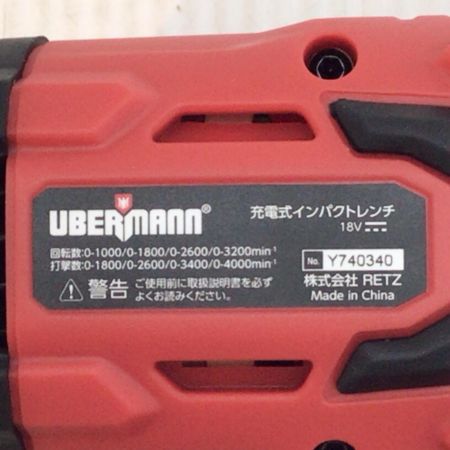 UBERMANN®
充電式インパクトレンチ
18V ⎓
回転数:0-1000/0-1800/0-2600/0-3200min⁻¹
打撃数:0-1800/0-2600/0-3400/0-4000min⁻¹
No. Y740340
⚠ 警告 ご使用前に取扱説明書を必ず
よくお読みください。
株式会社 RETZ
Made in China